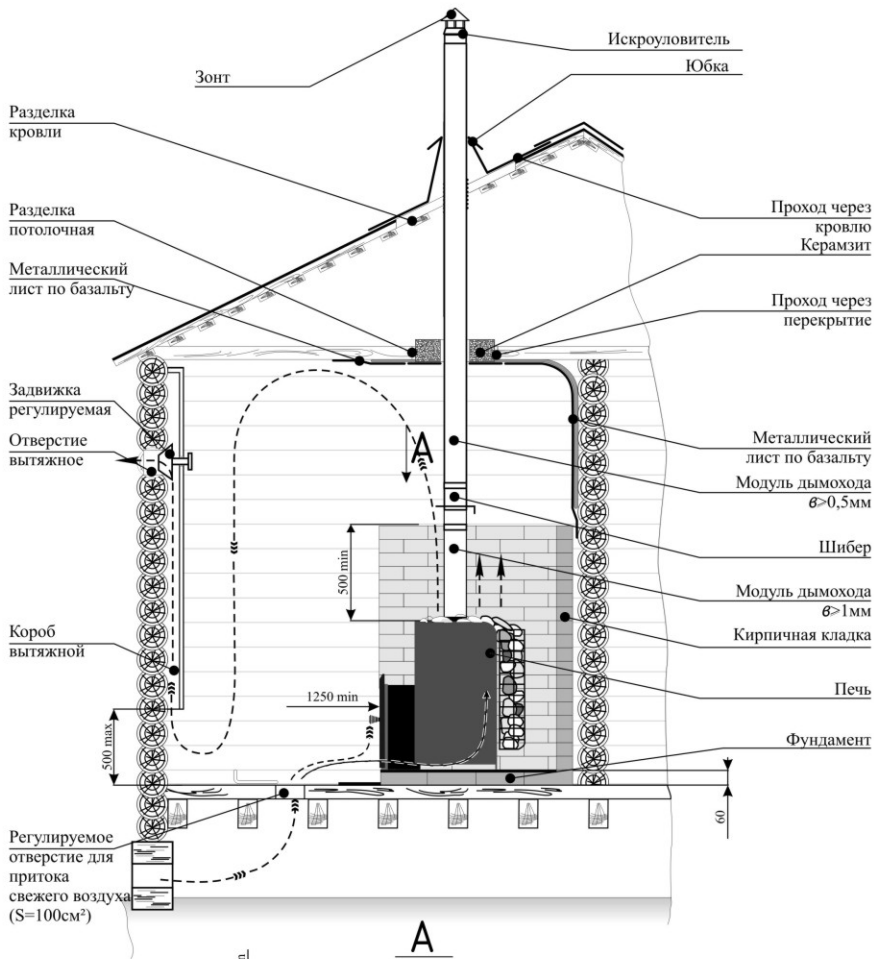 Зонт
Искроуловитель
Юбка
Разделка
кровли
Разделка
потолочная
Металлический
лист по базальту
Проход через
кровлю
Керамзит
Проход через
перекрытие
Задвижка
регулируемая
Отверстие
вытяжное
А
Металлический
лист по базальту
Модуль дымохода
в>0,5мм
Шибер
500 min
Модуль дымохода
в>1мм
Кирпичная кладка
Короб
вытяжной
Печь
1250 min
500 max
Фундамент
60
Регулируемое
отверстие для
притока
свежего воздуха
(S=100см²)
А